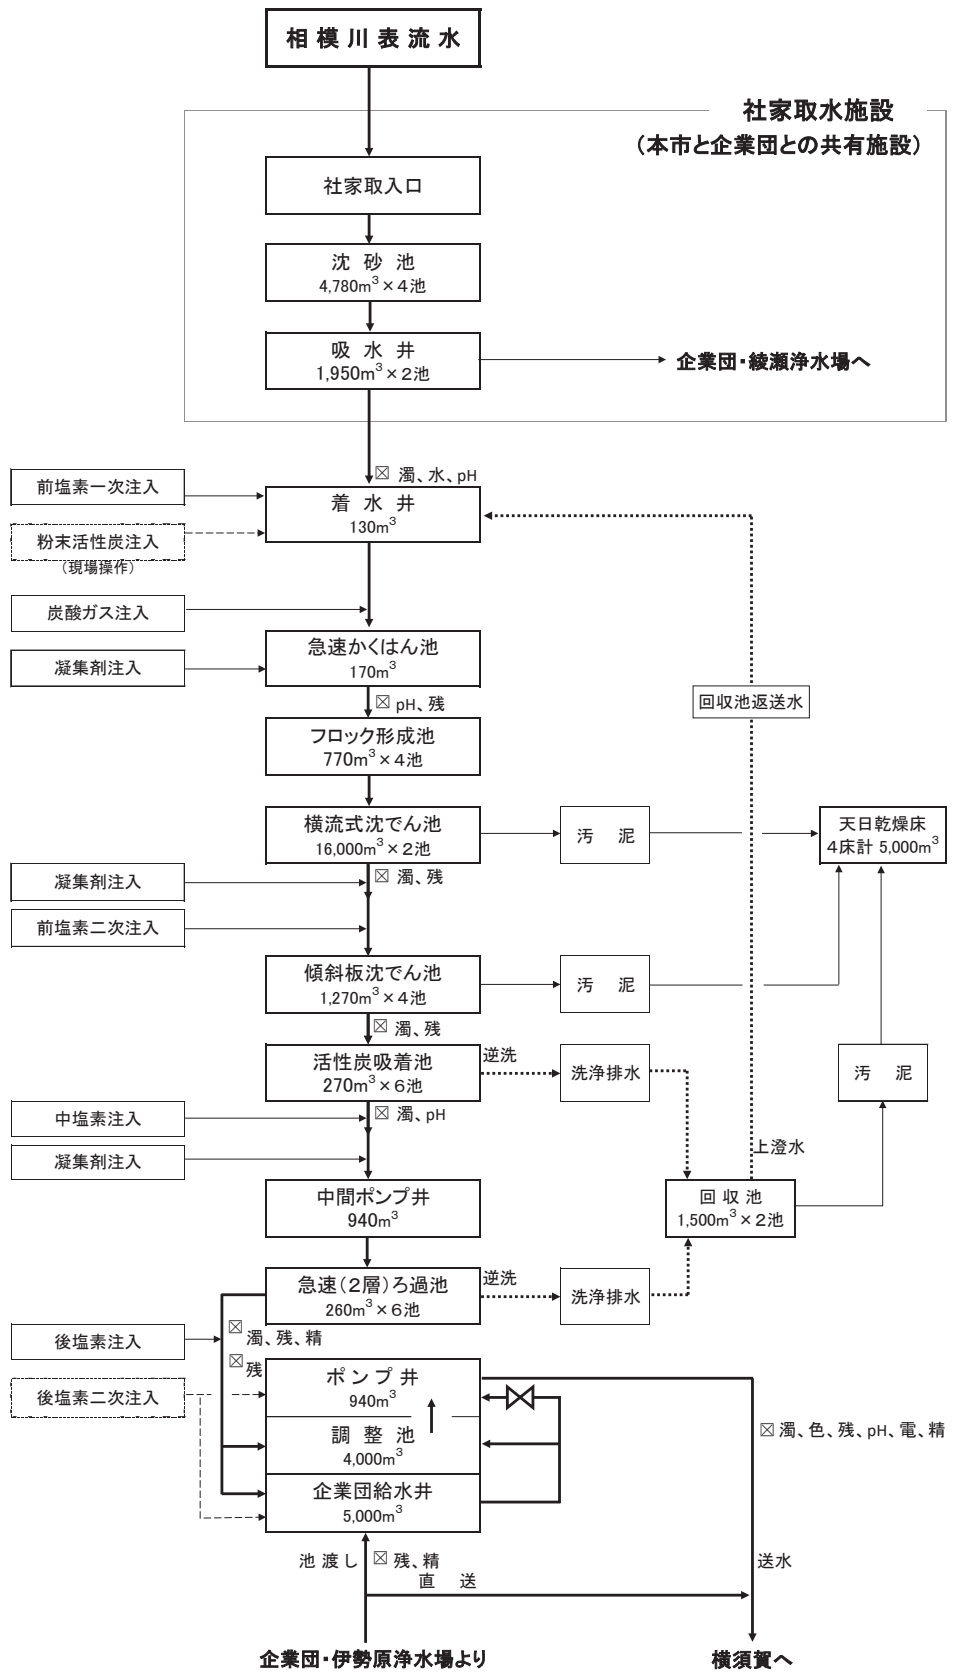 相模川表流水
社家取水施設
（本市と企業団との共有施設）
社家取入口
沈砂池
4,780m³×４池
吸水井
1,950m³×２池
企業団・綾瀬浄水場へ
☒ 濁、水、pH
前塩素一次注入
着水井
130m³
粉末活性炭注入
（現場操作）
炭酸ガス注入
急速かくはん池
170m³
凝集剤注入
☒ pH、残
回収池返送水
フロック形成池
770m³×４池
横流式沈でん池
16,000m³×２池
汚泥
天日乾燥床
４床計 5,000m³
☒ 濁、残
凝集剤注入
前塩素二次注入
傾斜板沈でん池
1,270m³×４池
汚泥
☒ 濁、残
活性炭吸着池
270m³×６池
逆洗
洗浄排水
汚泥
☒ 濁、pH
中塩素注入
凝集剤注入
上澄水
中間ポンプ井
940m³
回収池
1,500m³×２池
急速（２層）ろ過池
260m³×６池
逆洗
洗浄排水
後塩素注入
☒ 濁、残、精
☒ 残
後塩素二次注入
ポンプ井
940m³
調整池
4,000m³
☒ 濁、色、残、pH、電、精
企業団給水井
5,000m³
池渡し
☒ 残、精
直送
送水
企業団・伊勢原浄水場より
横須賀へ